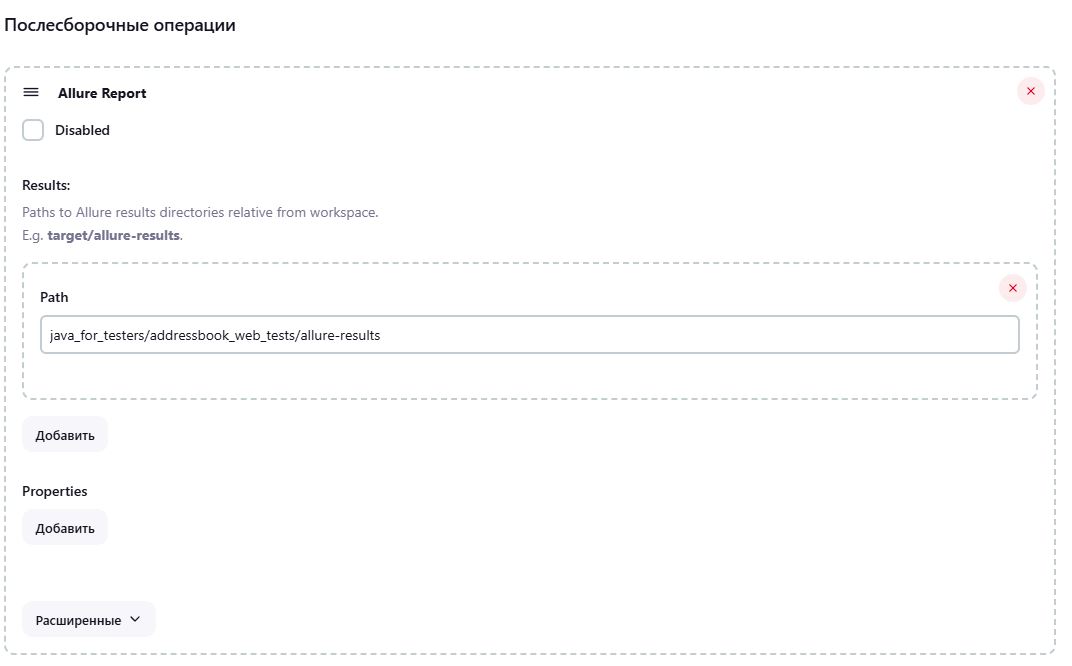 Послесборочные операции
Allure Report
Disabled
Results:
Paths to Allure results directories relative from workspace.
E.g. target/allure-results.
Path
java_for_testers/addressbook_web_tests/allure-results
Добавить
Properties
Добавить
Расширенные